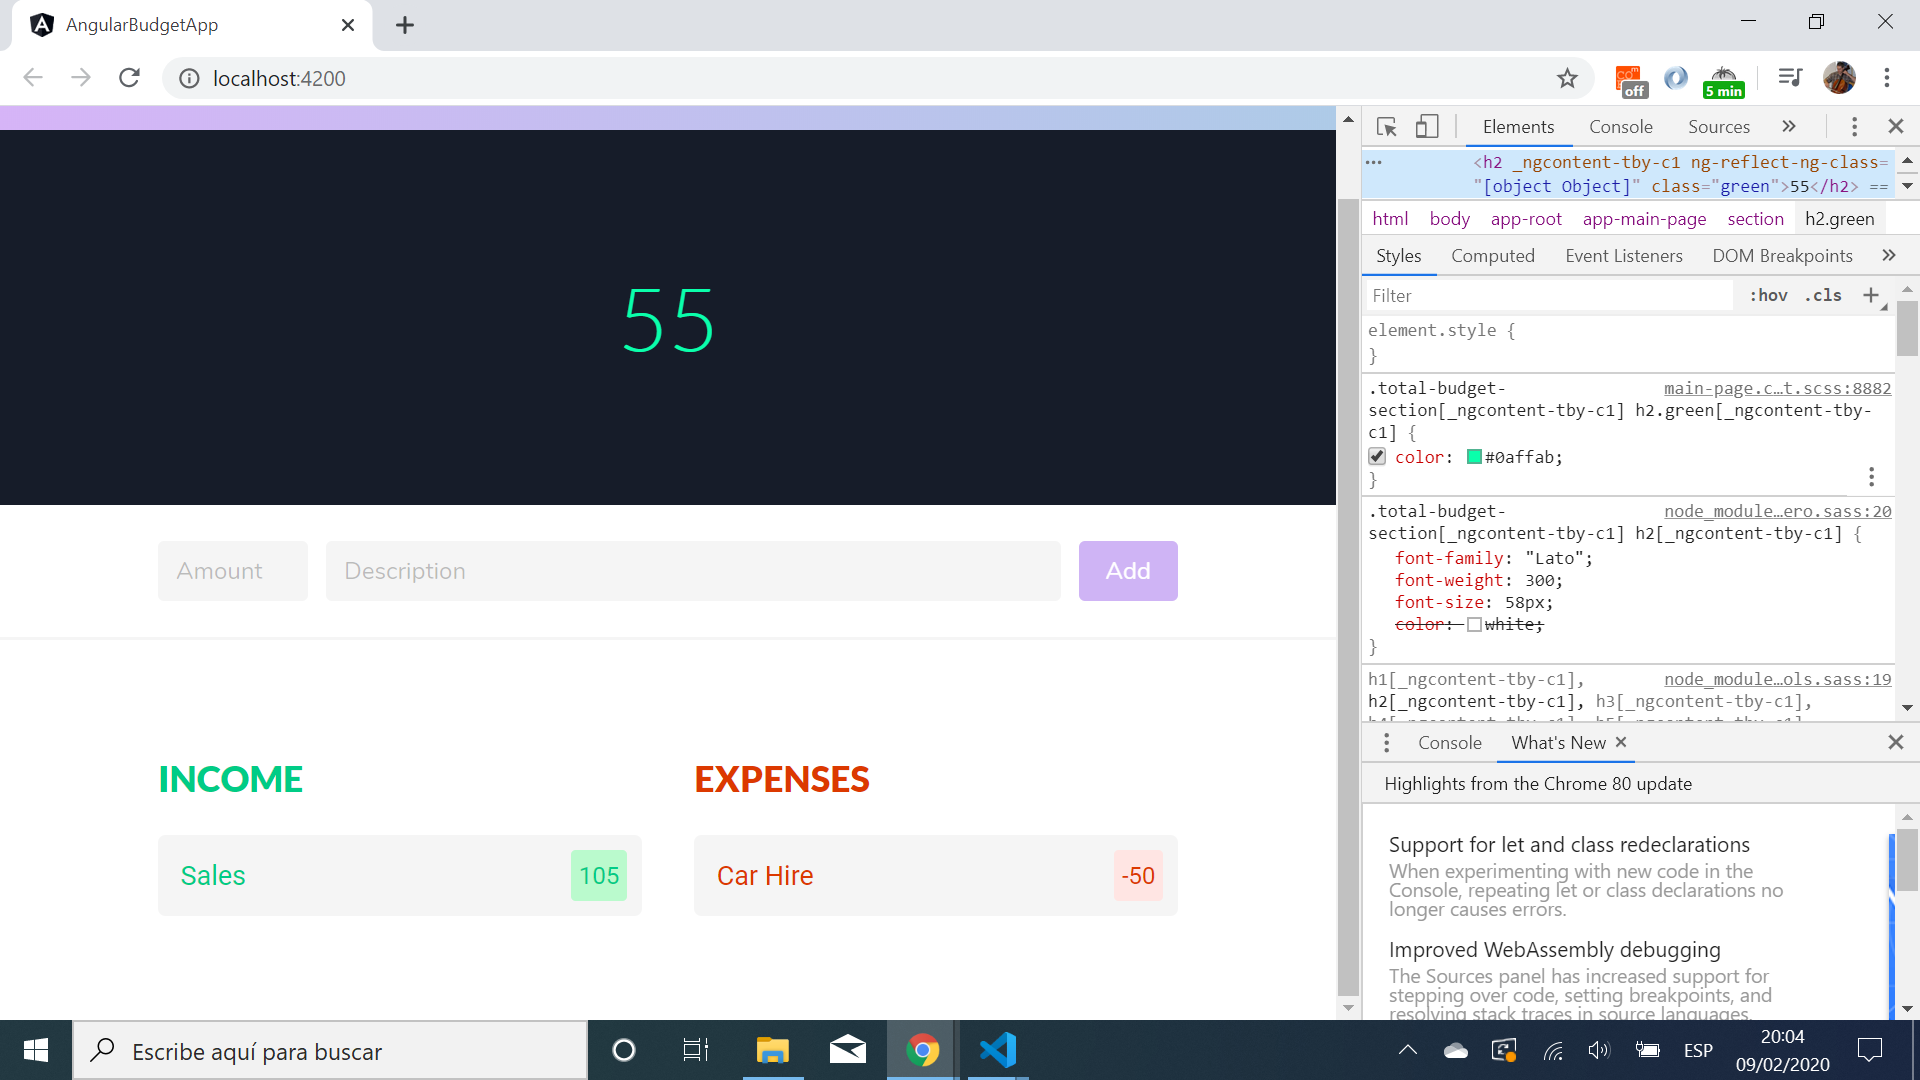 AngularBudgetApp
localhost:4200
off
5 min
55
Amount
Description
Add
INCOME
EXPENSES
Sales
105
Car Hire
-50
Elements
Console
Sources
<h2 _ngcontent-tby-c1 ng-reflect-ng-class=
"[object Object]" class="green">55</h2> ==
html
body
app-root
app-main-page
section
h2.green
Styles
Computed
Event Listeners
DOM Breakpoints
Filter
:hov
.cls
element.style {
}
.total-budget-
main-page.c…t.scss:8882
section[_ngcontent-tby-c1] h2.green[_ngcontent-tby-
c1] {
color: #0affab;
}
.total-budget-
node_module…ero.sass:20
section[_ngcontent-tby-c1] h2[_ngcontent-tby-c1] {
font-family: "Lato";
font-weight: 300;
font-size: 58px;
color: white;
}
h1[_ngcontent-tby-c1],
node_module…ols.sass:19
h2[_ngcontent-tby-c1], h3[_ngcontent-tby-c1],
h4[_ngcontent-tby-c1], h5[_ngcontent-tby-c1]
Console
What's New
Highlights from the Chrome 80 update
Support for let and class redeclarations
When experimenting with new code in the
Console, repeating let or class declarations no
longer causes errors.
Improved WebAssembly debugging
The Sources panel has increased support for
stepping over code, setting breakpoints, and
resolving stack traces in source languages.
Escribe aquí para buscar
ESP
20:04
09/02/2020